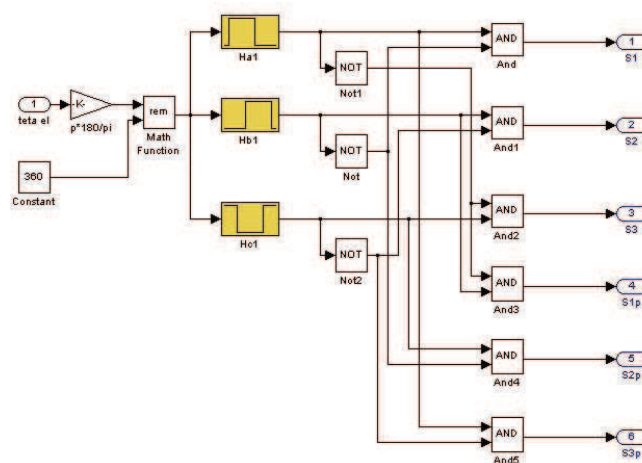 1
teta el
-K-
p*180/pi
360
Constant
rem
Math
Function
Ha1
Hb1
Hc1
NOT
Not1
NOT
Not
NOT
Not2
AND
And
AND
And1
AND
And2
AND
And3
AND
And4
AND
And5
1
S1
2
S2
3
S3
4
S1p
5
S2p
6
S3p